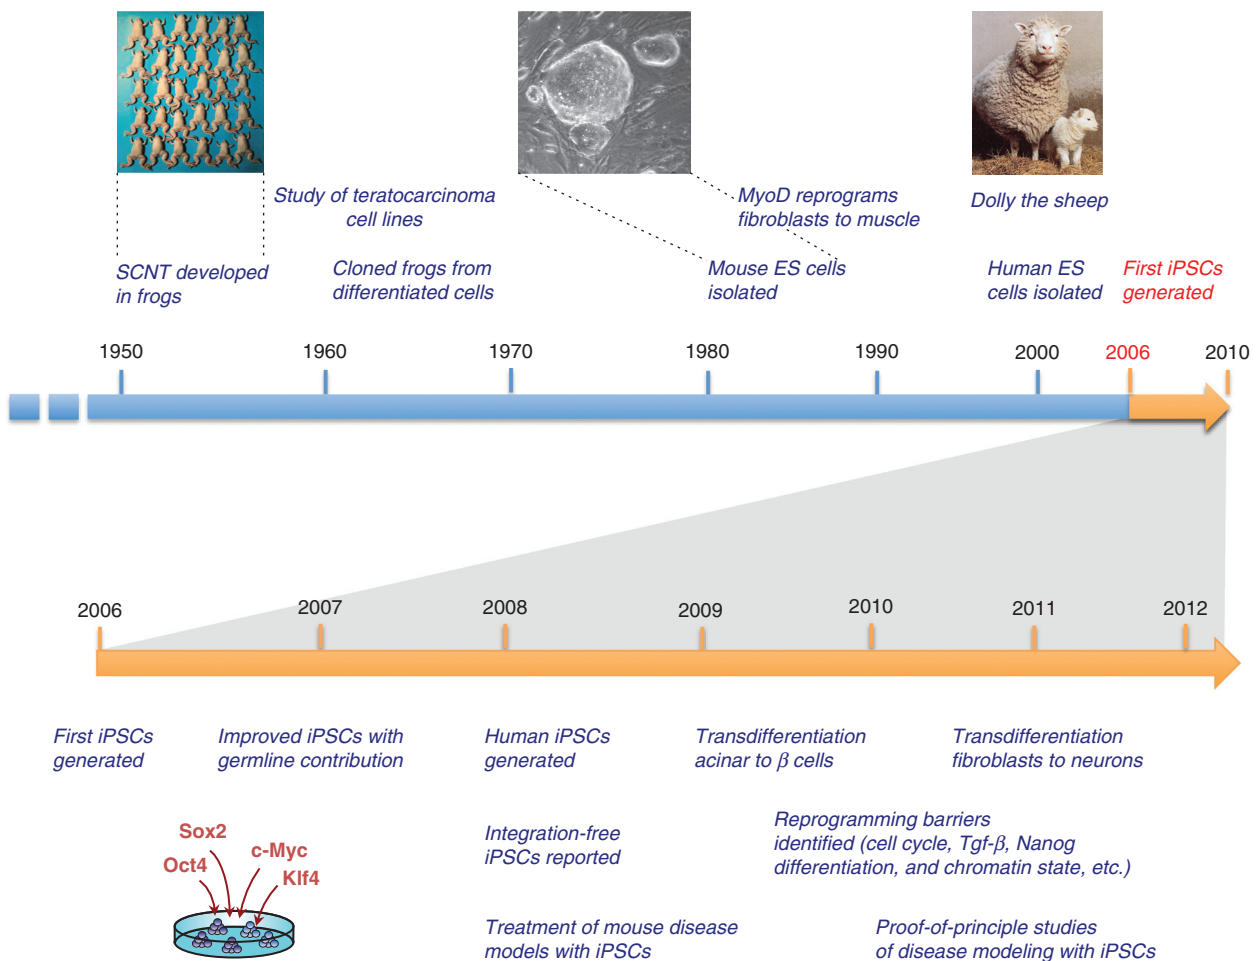 Study of teratocarcinoma
cell lines
MyoD reprograms
fibroblasts to muscle
Dolly the sheep
SCNT developed
in frogs
Cloned frogs from
differentiated cells
Mouse ES cells
isolated
Human ES
cells isolated
First iPSCs
generated
1950
1960
1970
1980
1990
2000
2006
2010
2006
2007
2008
2009
2010
2011
2012
First iPSCs
generated
Improved iPSCs with
germline contribution
Human iPSCs
generated
Transdifferentiation
acinar to β cells
Transdifferentiation
fibroblasts to neurons
Sox2
Oct4
c-Myc
Klf4
Integration-free
iPSCs reported
Reprogramming barriers
identified (cell cycle, Tgf-β, Nanog
differentiation, and chromatin state, etc.)
Treatment of mouse disease
models with iPSCs
Proof-of-principle studies
of disease modeling with iPSCs